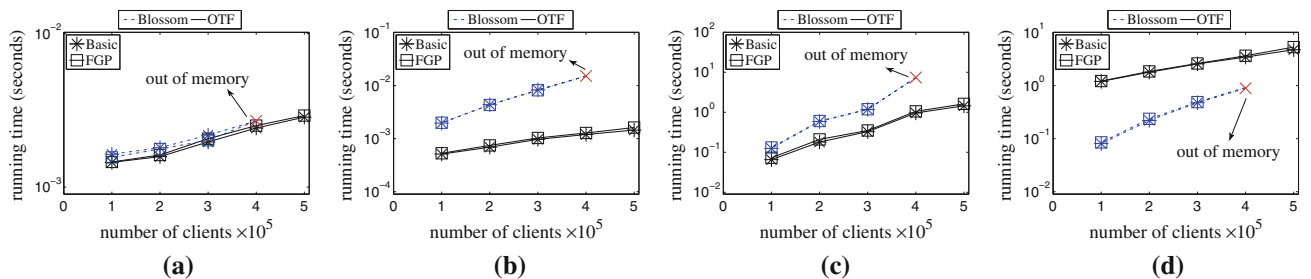 Blossom OTF
running time (seconds)
10^-2
10^-3
Basic
FGP
out of memory
0 1 2 3 4 5
number of clients ×10^5
(a)
Blossom OTF
running time (seconds)
10^-1
10^-2
10^-3
10^-4
Basic
FGP
out of memory
0 1 2 3 4 5
number of clients ×10^5
(b)
Blossom OTF
running time (seconds)
10^2
10^1
10^0
10^-1
10^-2
Basic
FGP
out of memory
0 1 2 3 4 5
number of clients ×10^5
(c)
Blossom OTF
running time (seconds)
10^2
10^1
10^0
10^-1
10^-2
Basic
FGP
out of memory
0 1 2 3 4 5
number of clients ×10^5
(d)